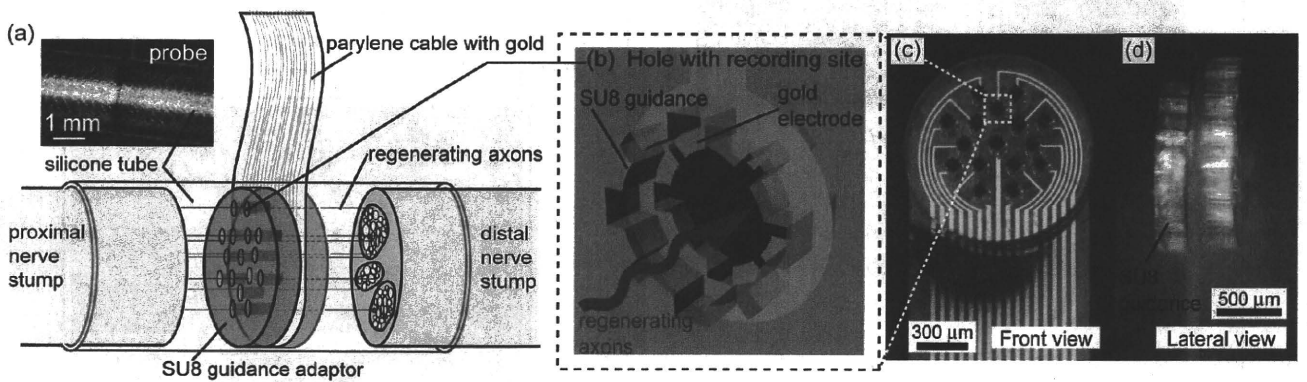 (a)
probe
1 mm
silicone tube
parylene cable with gold
regenerating axons
proximal
nerve
stump
distal
nerve
stump
SU8 guidance adaptor
(b) Hole with recording site
SU8 guidance
gold
electrode
regenerating
axons
(c)
300 µm
Front view
(d)
SU8
guidance
500 µm
Lateral view